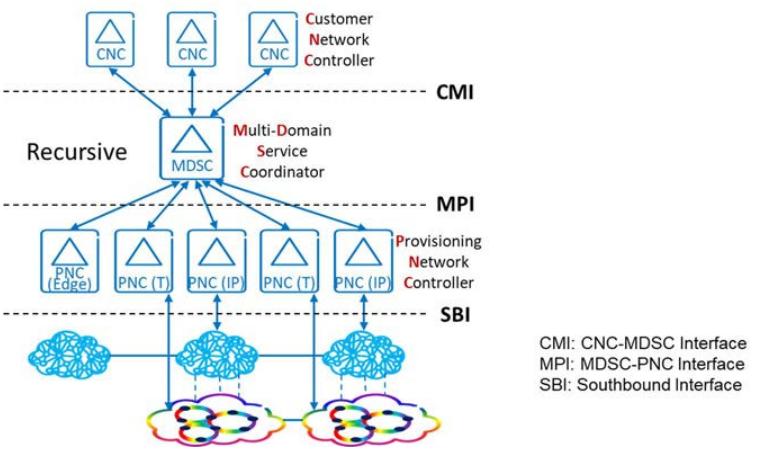 CNC
CNC
CNC
Customer
Network
Controller
CMI
Recursive
MDSC
Multi-Domain
Service
Coordinator
MPI
PNC
(Edge)
PNC (T)
PNC (IP)
PNC (T)
PNC (IP)
Provisioning
Network
Controller
SBI
CMI: CNC-MDSC Interface
MPI: MDSC-PNC Interface
SBI: Southbound Interface